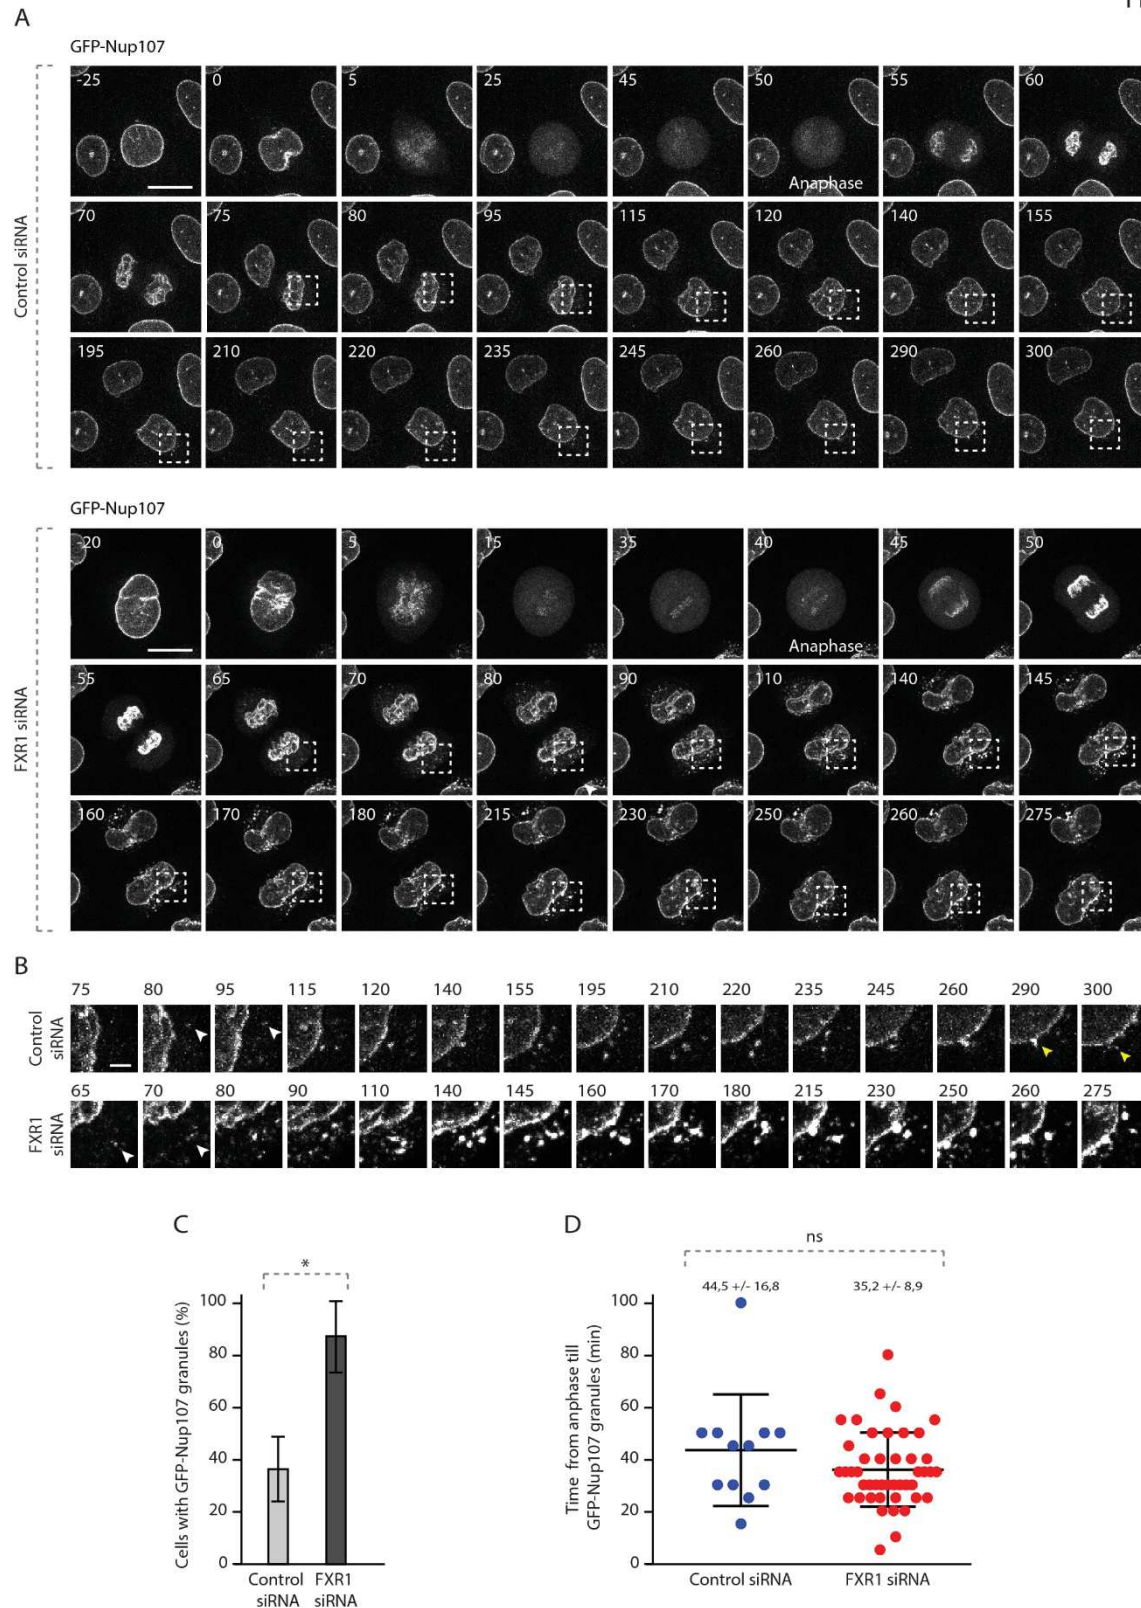 A
GFP-Nup107
Control siRNA
-25 0 5 25 45 50 55 60
Anaphase
70 75 80 95 115 120 140 155
195 210 220 235 245 260 290 300
GFP-Nup107
FXR1 siRNA
-20 0 5 15 35 40 45 50
Anaphase
55 65 70 80 90 110 140 145
160 170 180 215 230 250 260 275
B
75 80 95 115 120 140 155 195 210 220 235 245 260 290 300
Control
siRNA
65 70 80 90 110 140 145 160 170 180 215 230 250 260 275
FXR1
siRNA
C
*
Cells with GFP-Nup107 granules (%)
100
80
60
40
20
0
Control
siRNA
FXR1
siRNA
D
ns
44,5 +/- 16,8
35,2 +/- 8,9
Time from anphase till
GFP-Nup107 granules (min)
100
80
60
40
20
0
Control siRNA
FXR1 siRNA